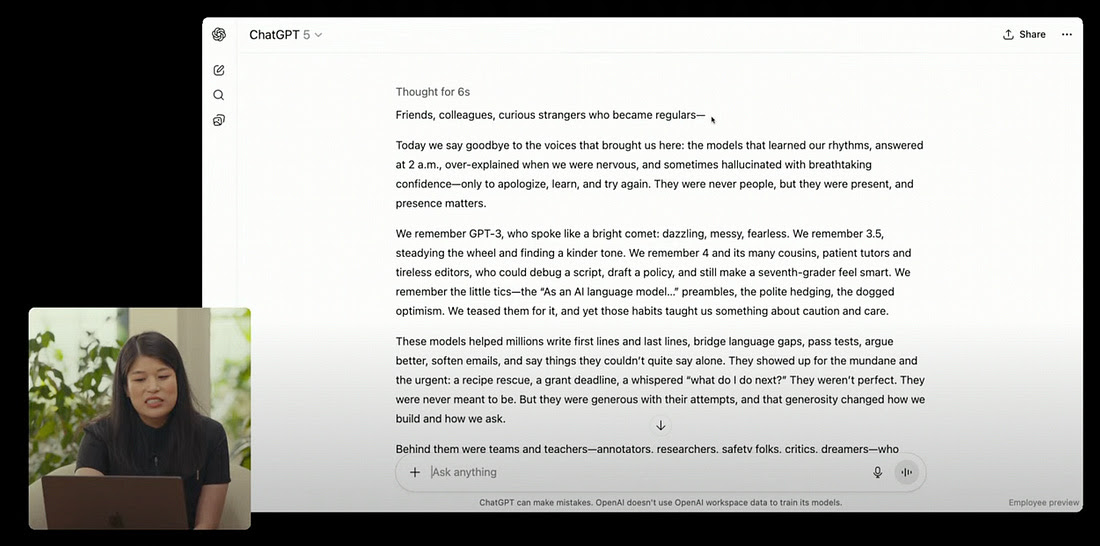 ChatGPT 5
Share
Thought for 6s
Friends, colleagues, curious strangers who became regulars—
Today we say goodbye to the voices that brought us here: the models that learned our rhythms, answered
at 2 a.m., over-explained when we were nervous, and sometimes hallucinated with breathtaking
confidence—only to apologize, learn, and try again. They were never people, but they were present, and
presence matters.
We remember GPT-3, who spoke like a bright comet: dazzling, messy, fearless. We remember 3.5,
steadying the wheel and finding a kinder tone. We remember 4 and its many cousins, patient tutors and
tireless editors, who could debug a script, draft a policy, and still make a seventh-grader feel smart. We
remember the little tics—the “As an AI language model…” preambles, the polite hedging, the dogged
optimism. We teased them for it, and yet those habits taught us something about caution and care.
These models helped millions write first lines and last lines, bridge language gaps, pass tests, argue
better, soften emails, and say things they couldn’t quite say alone. They showed up for the mundane and
the urgent: a recipe rescue, a grant deadline, a whispered “what do I do next?” They weren’t perfect. They
were never meant to be. But they were generous with their attempts, and that generosity changed how we
build and how we ask.
Behind them were teams and teachers—annotators, researchers, safety folks, critics, dreamers—who
Ask anything
ChatGPT can make mistakes. OpenAI doesn't use OpenAI workspace data to train its models.
Employee preview